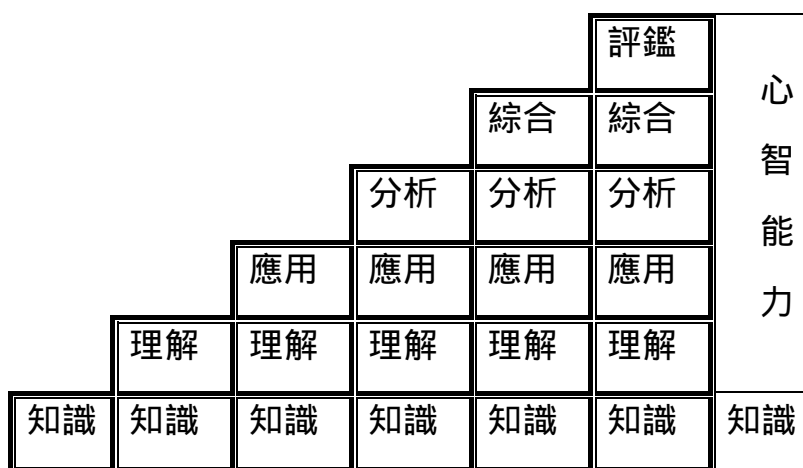 評鑑
綜合 綜合
分析 分析 分析
應用 應用 應用 應用
理解 理解 理解 理解 理解
知識 知識 知識 知識 知識 知識 知識
心
智
能
力